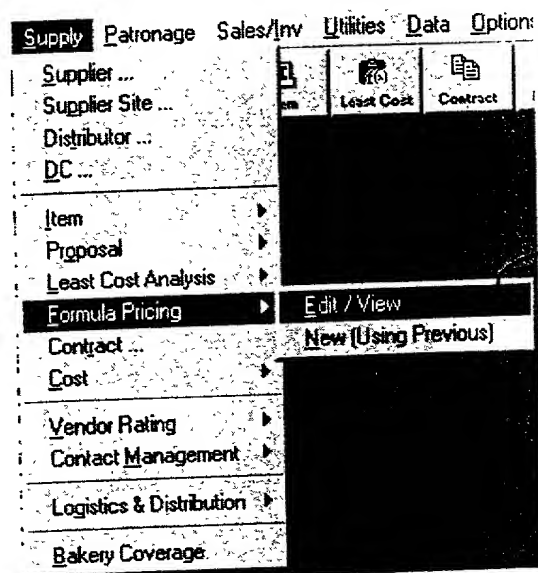 Supply Patronage Sales/Inv Utilities Data Options
Supplier ...
Supplier Site ...
Least Cost Contract
Distributor ...
DC ...
Item
Proposal
Least Cost Analysis
Formula Pricing Edit / View
Contract ... New (Using Previous)
Cost
Vendor Rating
Contact Management
Logistics & Distribution
Bakery Coverage